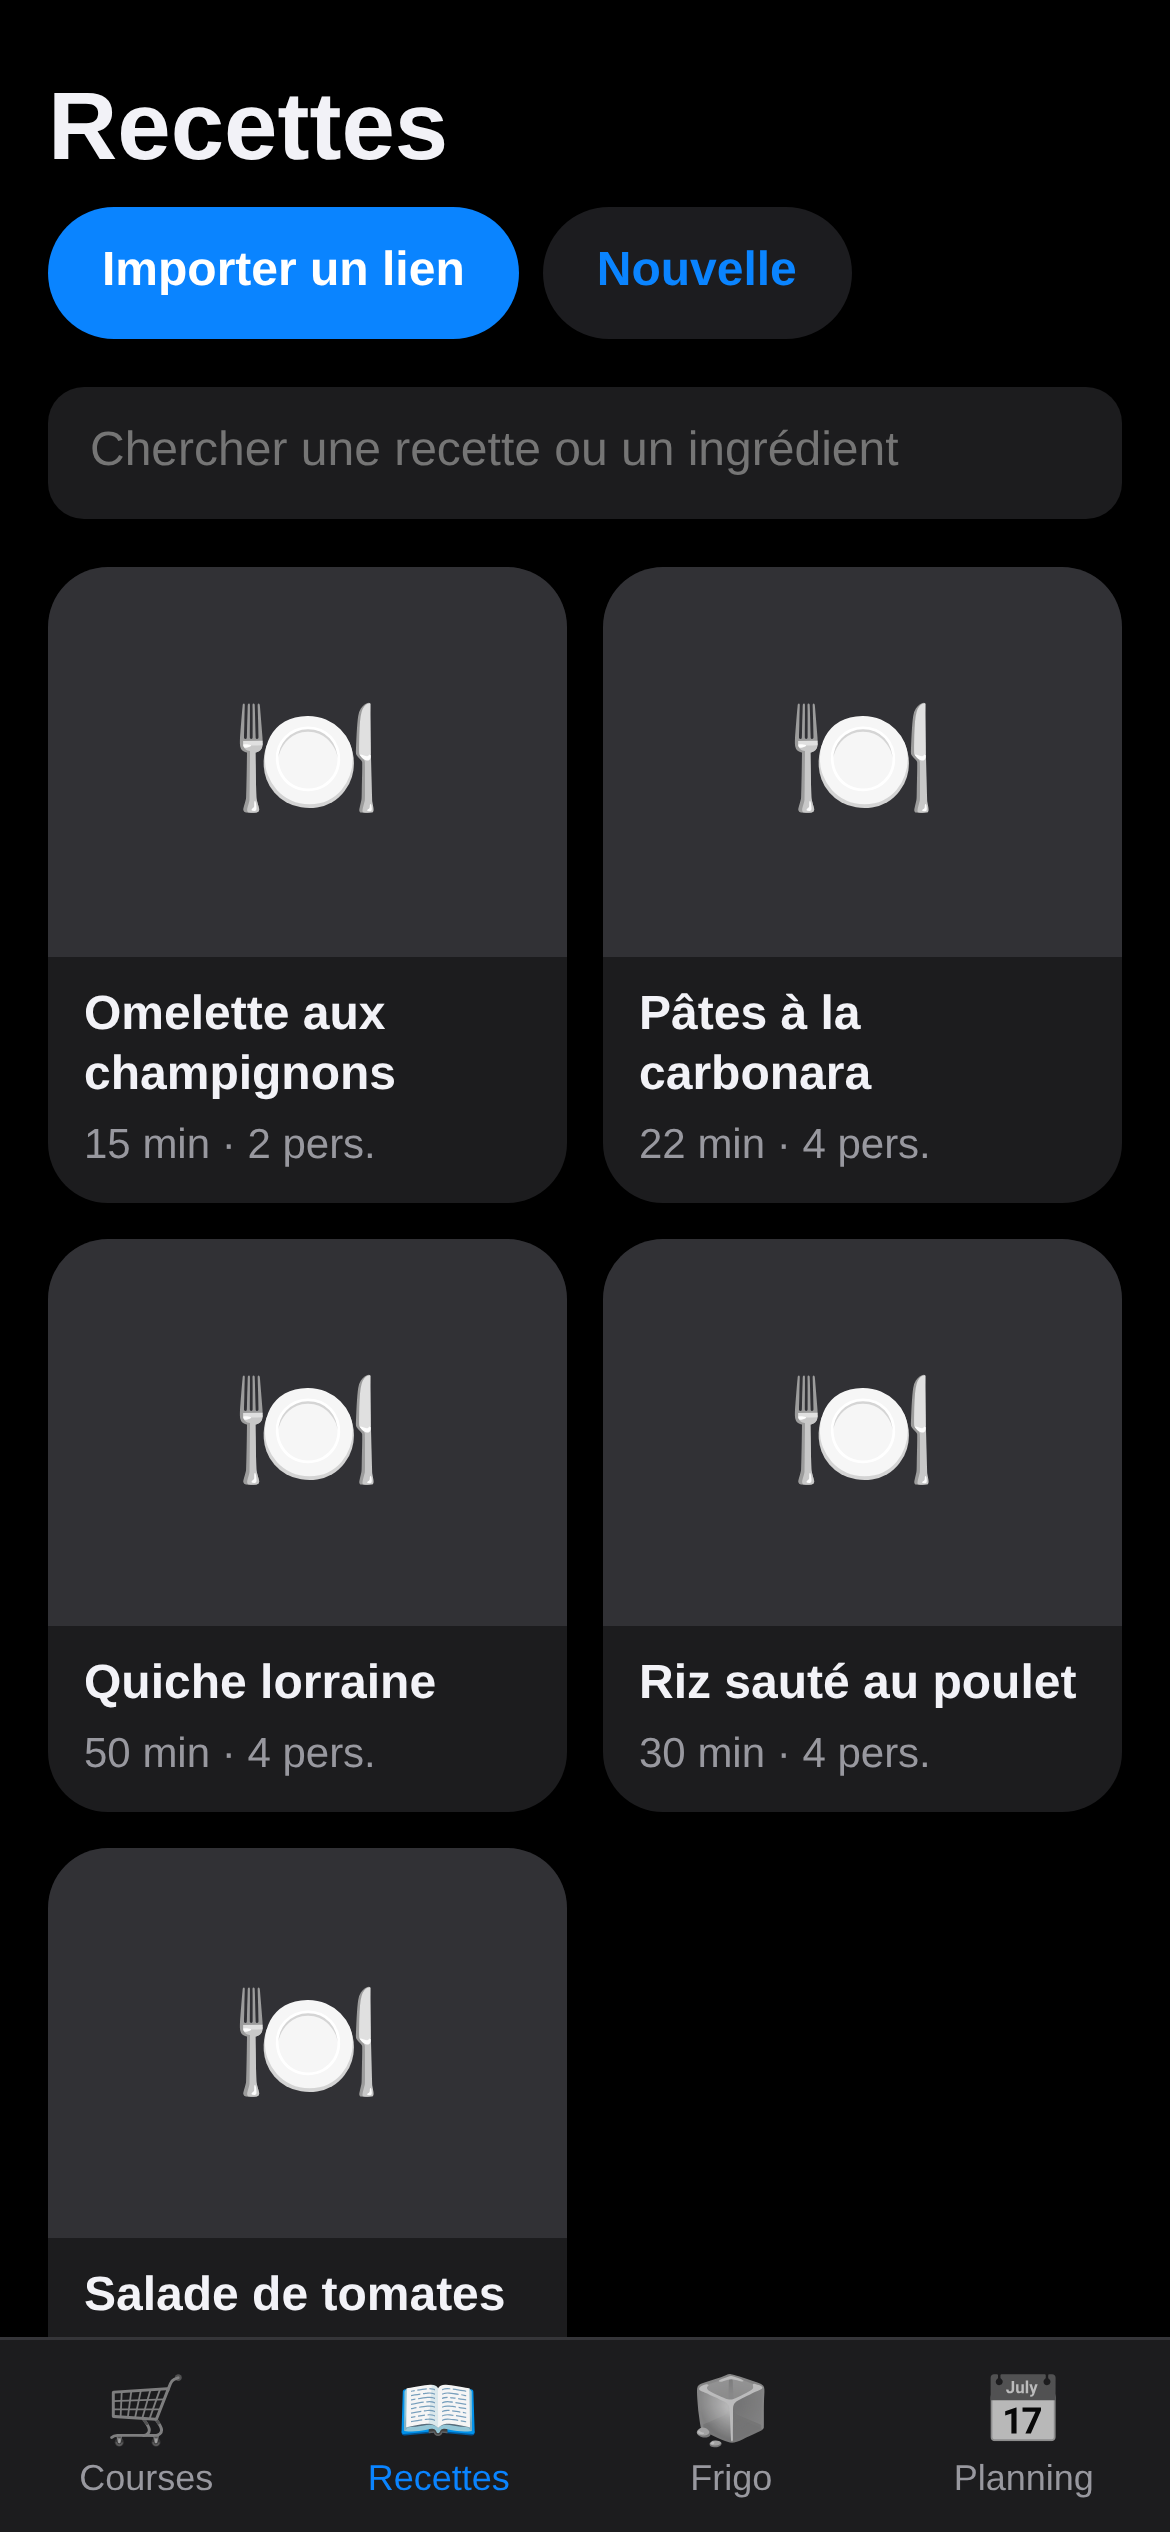 Recettes
Importer un lien
Nouvelle
Chercher une recette ou un ingrédient
Omelette aux
champignons
15 min · 2 pers.
Pâtes à la
carbonara
22 min · 4 pers.
Quiche lorraine
50 min · 4 pers.
Riz sauté au poulet
30 min · 4 pers.
Salade de tomates
Courses
Recettes
Frigo
July
17
Planning